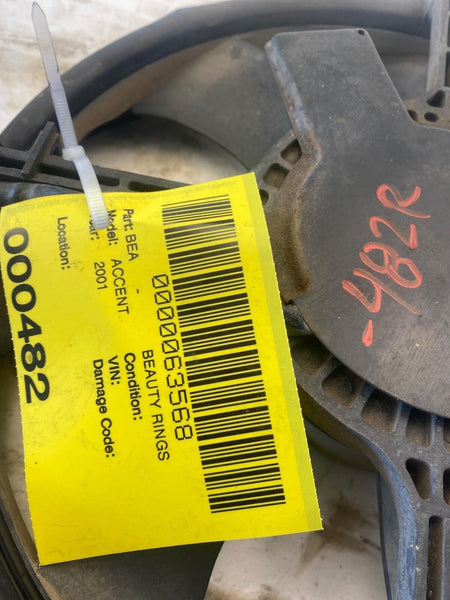 0000063568
Part: BEA - BEAUTY RINGS
Model: ACCENT Condition:
Year: 2001 VIN:
Damage Code:
Location:
000482
-482R